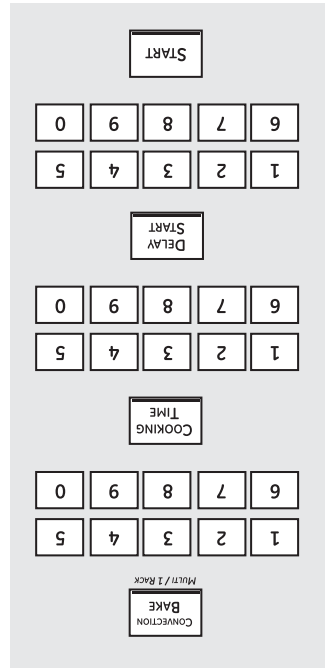 CONVECTION
BAKE
MULTI / 1 RACK
1 2 3 4 5
6 7 8 9 0
COOKING
TIME
1 2 3 4 5
6 7 8 9 0
DELAY
START
1 2 3 4 5
6 7 8 9 0
START